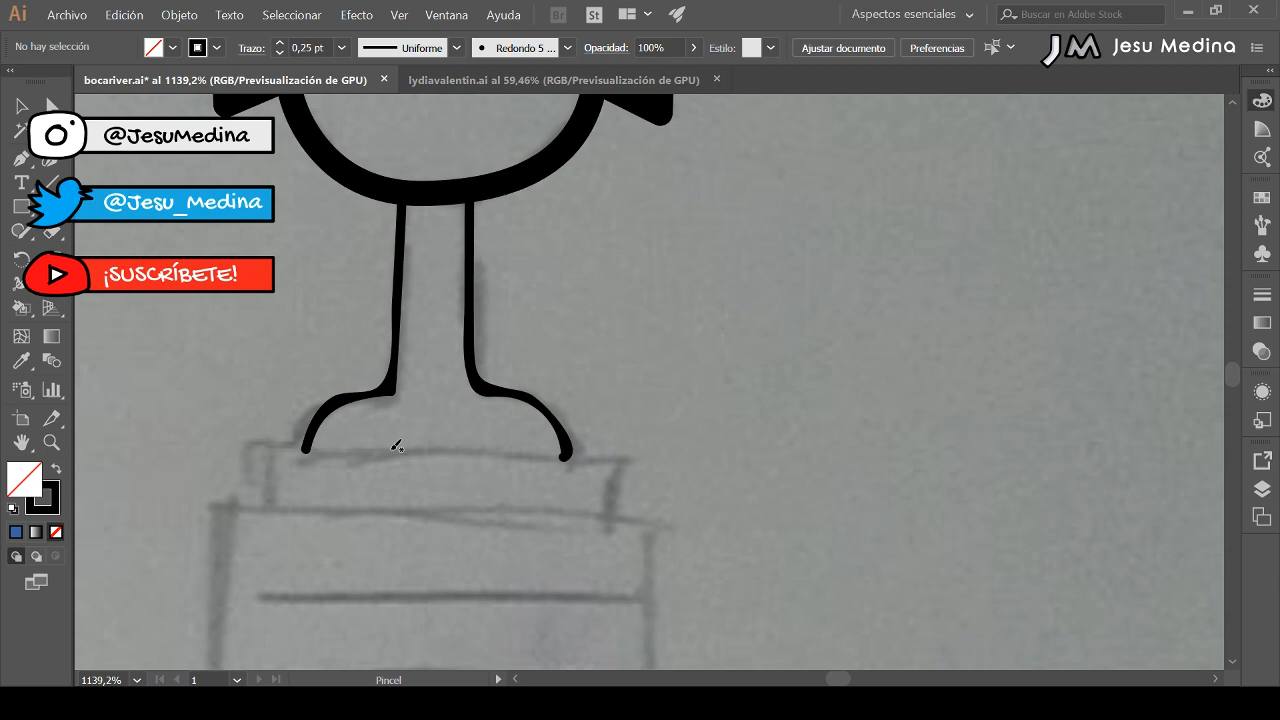 Ai Archivo Edición Objeto Texto Seleccionar Efecto Ver Ventana Ayuda Br St Aspectos esenciales Buscar en Adobe Stock
No hay selección Trazo: 0,25 pt Uniforme Redondo 5 ... Opacidad: 100% Estilo: Ajustar documento Preferencias JM Jesu Medina
bocariver.ai* al 1139,2% (RGB/Previsualización de GPU) lydiavalentin.ai al 59,46% (RGB/Previsualización de GPU)
@JesuMedina
@Jesu_Medina
¡SUSCRÍBETE!
1139,2% 1 Pincel